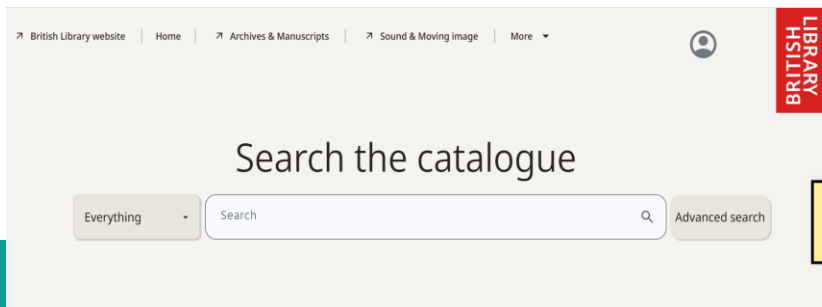 British Library website Home Archives & Manuscripts Sound & Moving image More
LIBRARY
BRITISH
Search the catalogue
Everything Search Advanced search